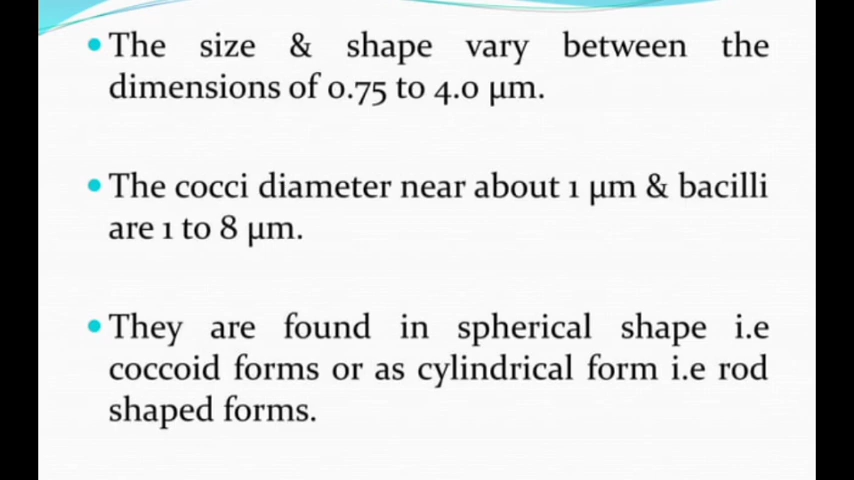 The size & shape vary between the
dimensions of 0.75 to 4.0 µm.
The cocci diameter near about 1 µm & bacilli
are 1 to 8 µm.
They are found in spherical shape i.e
coccoid forms or as cylindrical form i.e rod
shaped forms.